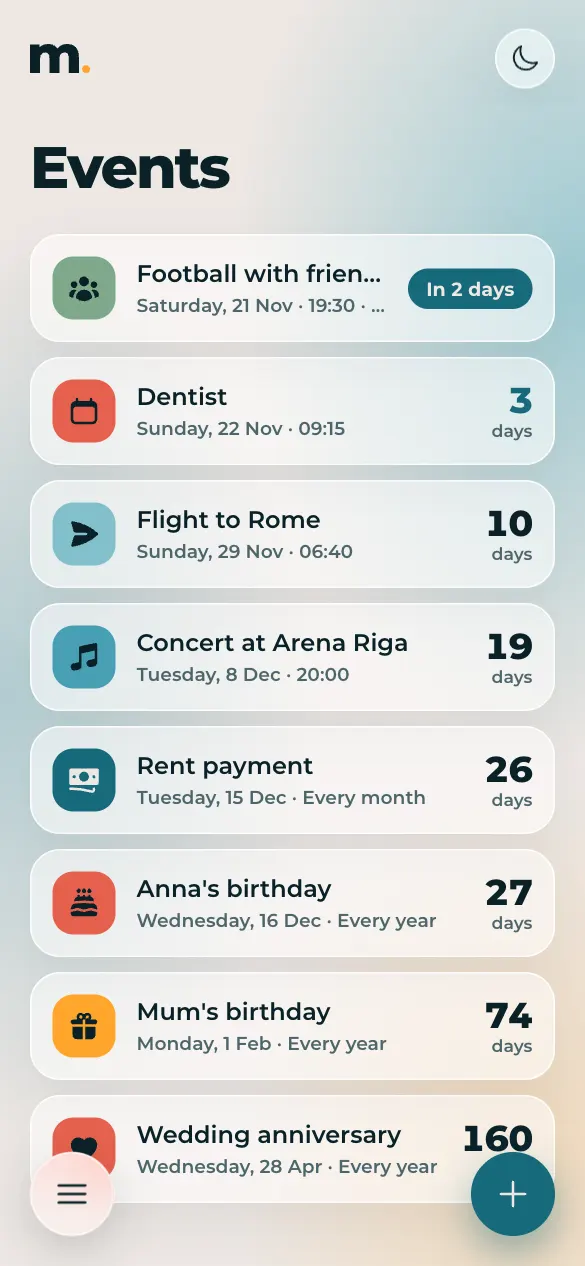 m.
Events
Football with frien...
Saturday, 21 Nov · 19:30 · ...
In 2 days
Dentist
Sunday, 22 Nov · 09:15
3
days
Flight to Rome
Sunday, 29 Nov · 06:40
10
days
Concert at Arena Riga
Tuesday, 8 Dec · 20:00
19
days
Rent payment
Tuesday, 15 Dec · Every month
26
days
Anna's birthday
Wednesday, 16 Dec · Every year
27
days
Mum's birthday
Monday, 1 Feb · Every year
74
days
Wedding anniversary
Wednesday, 28 Apr · Every year
160